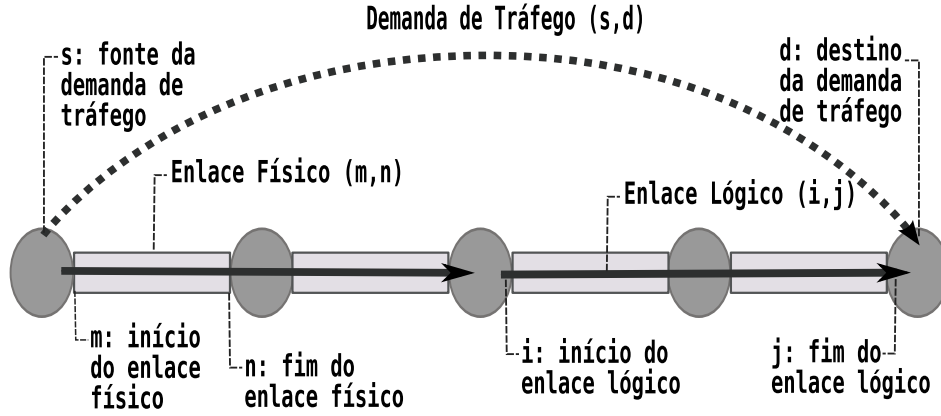 Demanda de Tráfego (s,d)
s: fonte da
demanda de
tráfego
d: destino
da demanda
de tráfego
Enlace Físico (m,n)
Enlace Lógico (i,j)
m: início
do enlace
físico
n: fim do
enlace físico
i: início do
enlace lógico
j: fim do
enlace lógico